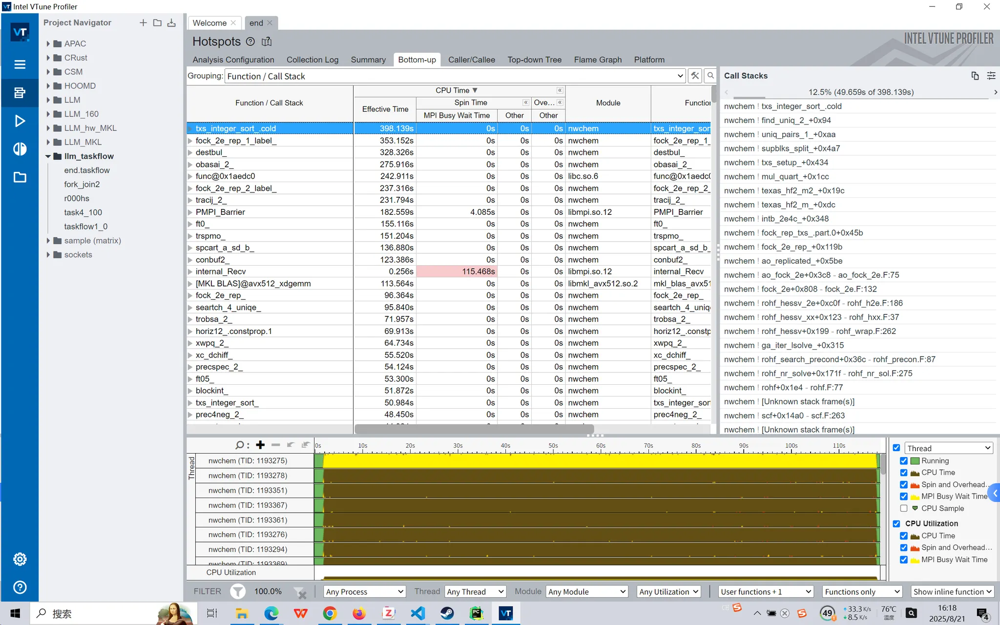 Intel VTune Profiler
Project Navigator
APAC
CRust
CSM
HOOMD
LLM
LLM_160
LLM_hw_MKL
LLM_MKL
llm_taskflow
end.taskflow
fork_join2
r000hs
task4_100
taskflow1_0
sample (matrix)
sockets
Welcome
end
Hotspots
INTEL VTUNE PROFILER
Analysis Configuration Collection Log Summary Bottom-up Caller/Callee Top-down Tree Flame Graph Platform
Grouping: Function / Call Stack
Function / Call Stack CPU Time Module Function
Effective Time Spin Time Ove...
MPI Busy Wait Time Other Other
txs_integer_sort_.cold 398.139s 0s 0s 0s nwchem txs_integer_sor
fock_2e_rep_1_label_ 353.152s 0s 0s 0s nwchem fock_2e_rep_1_
destbul_ 328.326s 0s 0s 0s nwchem destbul_
obasai_2_ 275.916s 0s 0s 0s nwchem obasai_2_
func@0x1aedc0 242.911s 0s 0s 0s libc.so.6 func@0x1aedc0
fock_2e_rep_2_label_ 237.316s 0s 0s 0s nwchem fock_2e_rep_2_
tracij_2_ 231.794s 0s 0s 0s nwchem tracij_2_
PMPI_Barrier 182.559s 4.085s 0s 0s libmpi.so.12 PMPI_Barrier
ft0_ 155.116s 0s 0s 0s nwchem ft0_
trspmo_ 151.204s 0s 0s 0s nwchem trspmo_
spcart_a_sd_b_ 136.880s 0s 0s 0s nwchem spcart_a_sd_b_
conbuf2_ 123.386s 0s 0s 0s nwchem conbuf2_
internal_Recv 0.256s 115.468s 0s 0s libmpi.so.12 internal_Recv
[MKL BLAS]@avx512_xdgemm 113.564s 0s 0s 0s libmkl_avx512.so.2 mkl_blas_avx51
fock_2e_rep_ 96.364s 0s 0s 0s nwchem fock_2e_rep_
seartch_4_uniqe_ 95.840s 0s 0s 0s nwchem seartch_4_uniq
trobsa_2_ 71.957s 0s 0s 0s nwchem trobsa_2_
horiz12_.constprop.1 69.913s 0s 0s 0s nwchem horiz12_.constp
xwpq_2_ 64.734s 0s 0s 0s nwchem xwpq_2_
xc_dchiff_ 55.520s 0s 0s 0s nwchem xc_dchiff_
precspec_2_ 54.124s 0s 0s 0s nwchem precspec_2_
ft05_ 53.300s 0s 0s 0s nwchem ft05_
blockint_ 51.872s 0s 0s 0s nwchem blockint_
txs_integer_sort_ 50.984s 0s 0s 0s nwchem txs_integer_sor
prec4neg_2_ 48.450s 0s 0s 0s nwchem prec4neg_2_
Call Stacks
12.5% (49.659s of 398.139s)
nwchem ! txs_integer_sort_.cold
nwchem ! find_uniq_2_+0x94
nwchem ! uniq_pairs_1_+0xaa
nwchem ! supblks_split_+0x4a7
nwchem ! txs_setup_+0x434
nwchem ! mul_quart_+0x1cc
nwchem ! texas_hf2_m2_+0x19c
nwchem ! texas_hf2_m_+0xdc
nwchem ! intb_2e4c_+0x348
nwchem ! fock_rep_txs_.part.0+0x45b
nwchem ! fock_2e_rep_+0x119b
nwchem ! ao_replicated_+0x5be
nwchem ! ao_fock_2e+0x3c8 - ao_fock_2e.F:75
nwchem ! fock_2e+0x808 - fock_2e.F:132
nwchem ! rohf_hessv_2e+0xc0f - rohf_h2e.F:186
nwchem ! rohf_hessv_xx+0x123 - rohf_hxx.F:37
nwchem ! rohf_hessv+0x199 - rohf_wrap.F:262
nwchem ! ga_iter_lsolve_+0x315
nwchem ! rohf_search_precond+0x36c - rohf_precon.F:87
nwchem ! rohf_nr_solve+0x171f - rohf_nr_sol.F:275
nwchem ! rohf+0x1e4 - rohf.F:77
nwchem ! [Unknown stack frame(s)]
nwchem ! scf+0x14a0 - scf.F:263
nwchem ! [Unknown stack frame(s)]
0s 10s 20s 30s 40s 50s 60s 70s 80s 90s 100s 110s
Thread
nwchem (TID: 1193275)
nwchem (TID: 1193278)
nwchem (TID: 1193351)
nwchem (TID: 1193367)
nwchem (TID: 1193361)
nwchem (TID: 1193276)
nwchem (TID: 1193294)
nwchem (TID: 1193369)
CPU Utilization
Thread
Running
CPU Time
Spin and Overhead...
MPI Busy Wait Time
CPU Sample
CPU Utilization
CPU Time
Spin and Overhead...
MPI Busy Wait Time
FILTER 100.0% Any Process Thread Any Thread Module Any Module Any Utilization User functions + 1 Functions only Show inline function
搜索
49
33.3 K/s
8.5 K/s
76℃
温度
16:18
2025/8/21
4